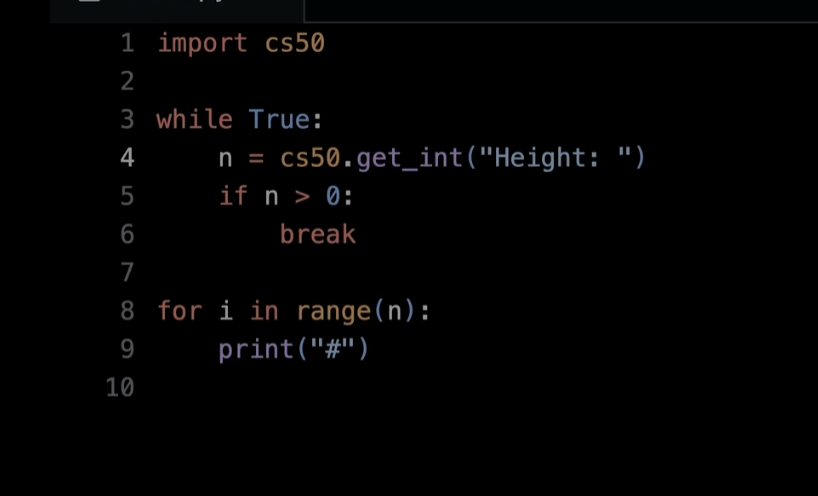 1 import cs50
2
3 while True:
4     n = cs50.get_int("Height: ")
5     if n > 0:
6         break
7
8 for i in range(n):
9     print("#")
10